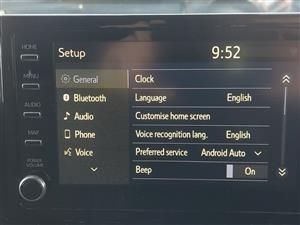 HOME
MENU
AUDIO
MAP
POWER
VOLUME
Setup
9:52
General
Bluetooth
Audio
Phone
Voice
Clock
Language English
Customise home screen
Voice recognition lang. English
Preferred service Android Auto
Beep On